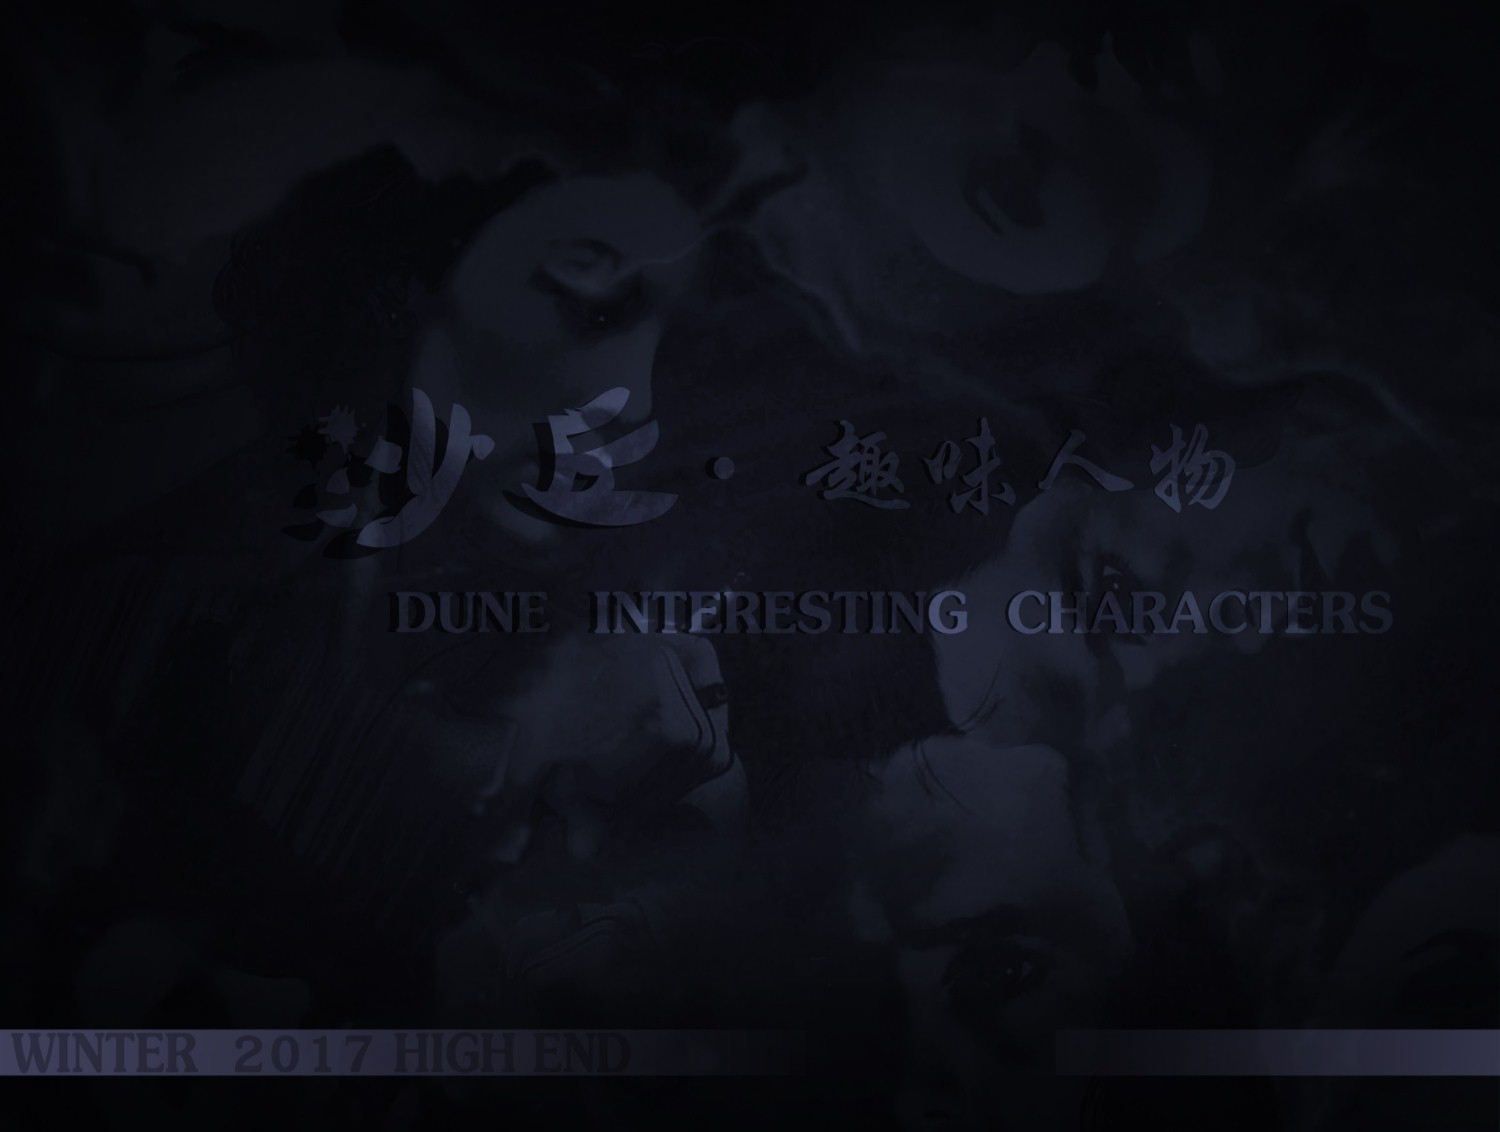 沙丘·趣味人物
DUNE INTERESTING CHARACTERS
WINTER 2017 HIGH END